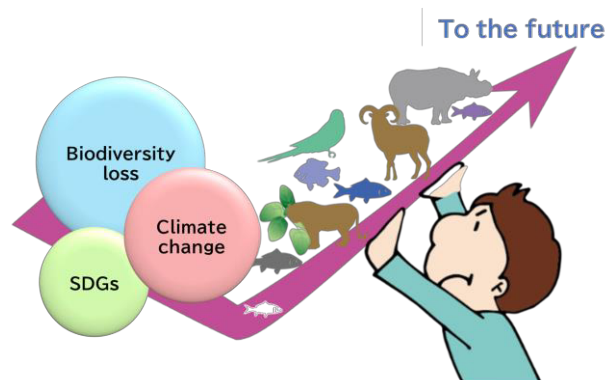 To the future
Biodiversity
loss
Climate
change
SDGs